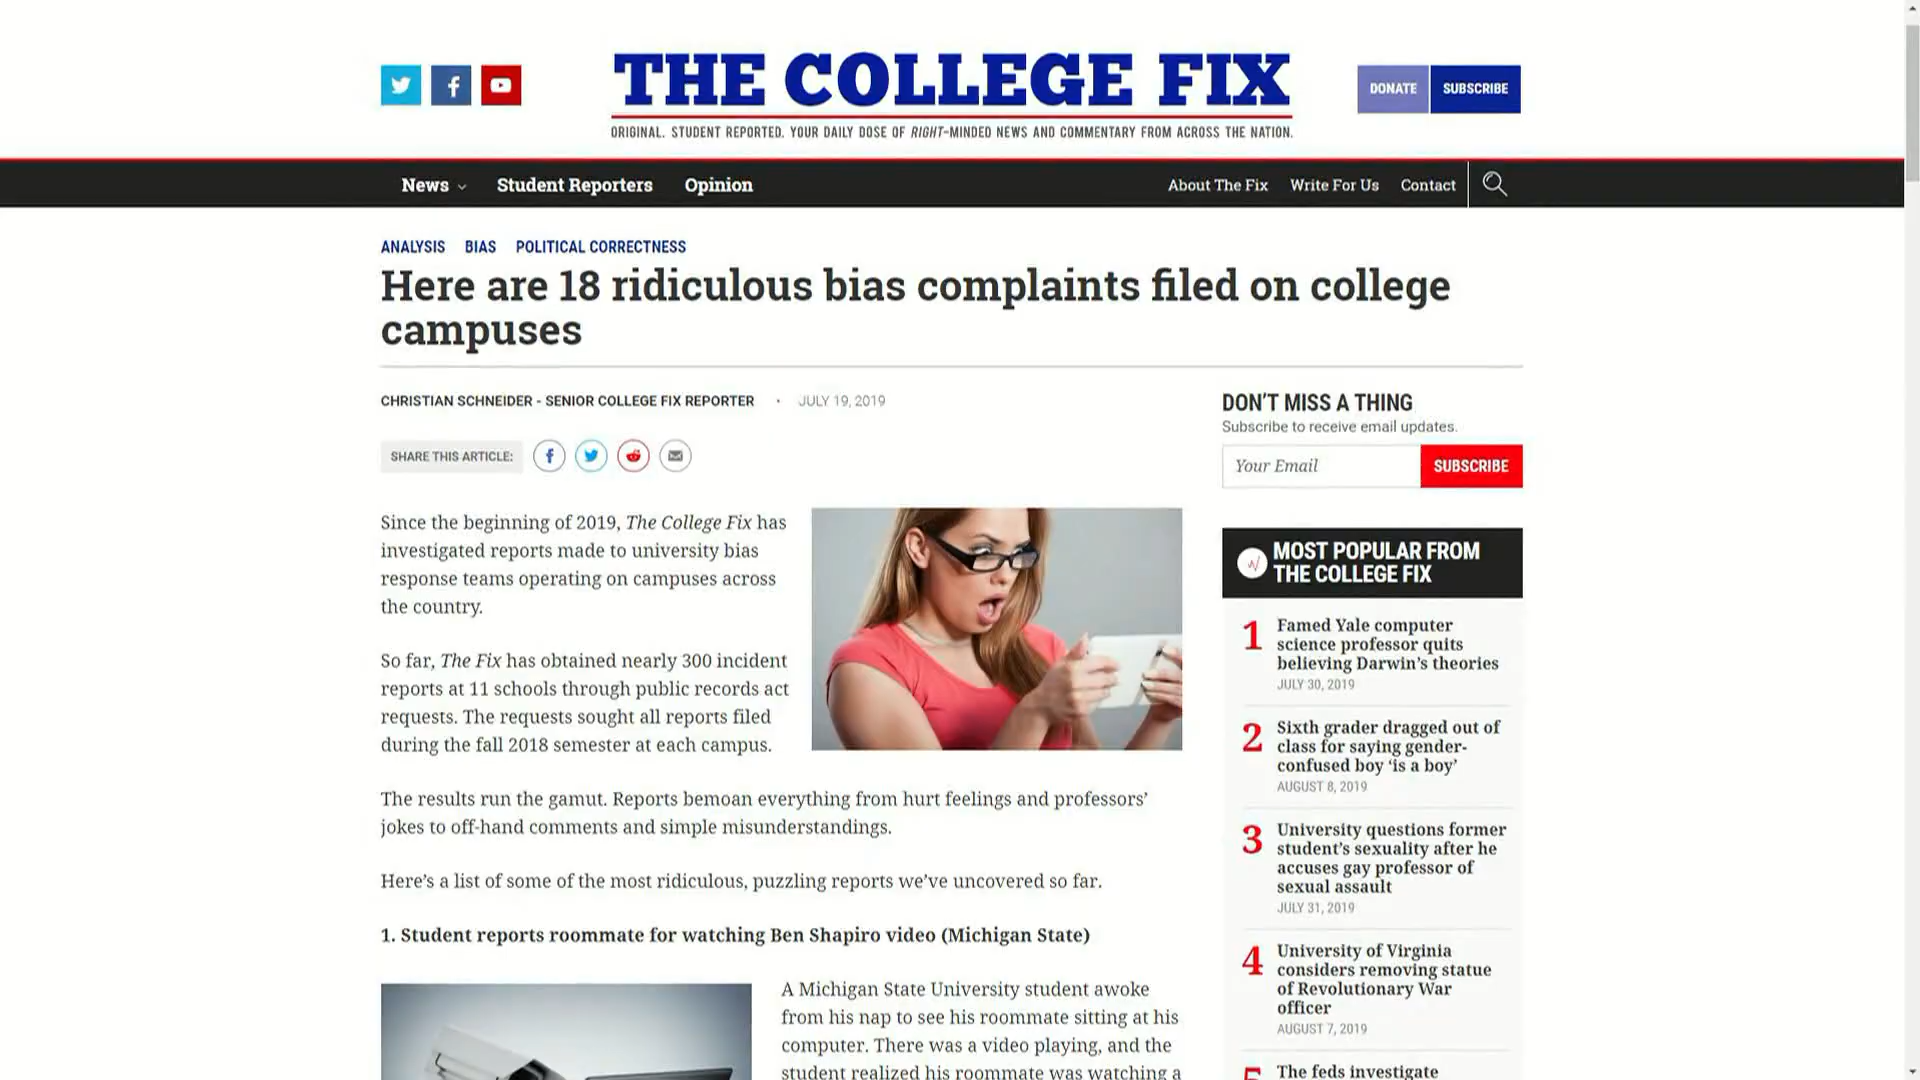 THE COLLEGE FIX
ORIGINAL. STUDENT REPORTED. YOUR DAILY DOSE OF RIGHT-MINDED NEWS AND COMMENTARY FROM ACROSS THE NATION.
DONATE
SUBSCRIBE
News
Student Reporters
Opinion
About The Fix
Write For Us
Contact
ANALYSIS BIAS POLITICAL CORRECTNESS
Here are 18 ridiculous bias complaints filed on college
campuses
CHRISTIAN SCHNEIDER - SENIOR COLLEGE FIX REPORTER • JULY 19, 2019
SHARE THIS ARTICLE:
Since the beginning of 2019, The College Fix has
investigated reports made to university bias
response teams operating on campuses across
the country.
So far, The Fix has obtained nearly 300 incident
reports at 11 schools through public records act
requests. The requests sought all reports filed
during the fall 2018 semester at each campus.
The results run the gamut. Reports bemoan everything from hurt feelings and professors’
jokes to off-hand comments and simple misunderstandings.
Here’s a list of some of the most ridiculous, puzzling reports we’ve uncovered so far.
1. Student reports roommate for watching Ben Shapiro video (Michigan State)
A Michigan State University student awoke
from his nap to see his roommate sitting at his
computer. There was a video playing, and the
student realized his roommate was watching a
DON’T MISS A THING
Subscribe to receive email updates.
Your Email
SUBSCRIBE
MOST POPULAR FROM
THE COLLEGE FIX
1 Famed Yale computer
science professor quits
believing Darwin’s theories
JULY 30, 2019
2 Sixth grader dragged out of
class for saying gender-
confused boy ‘is a boy’
AUGUST 8, 2019
3 University questions former
student’s sexuality after he
accuses gay professor of
sexual assault
JULY 31, 2019
4 University of Virginia
considers removing statue
of Revolutionary War
officer
AUGUST 7, 2019
5 The feds investigate